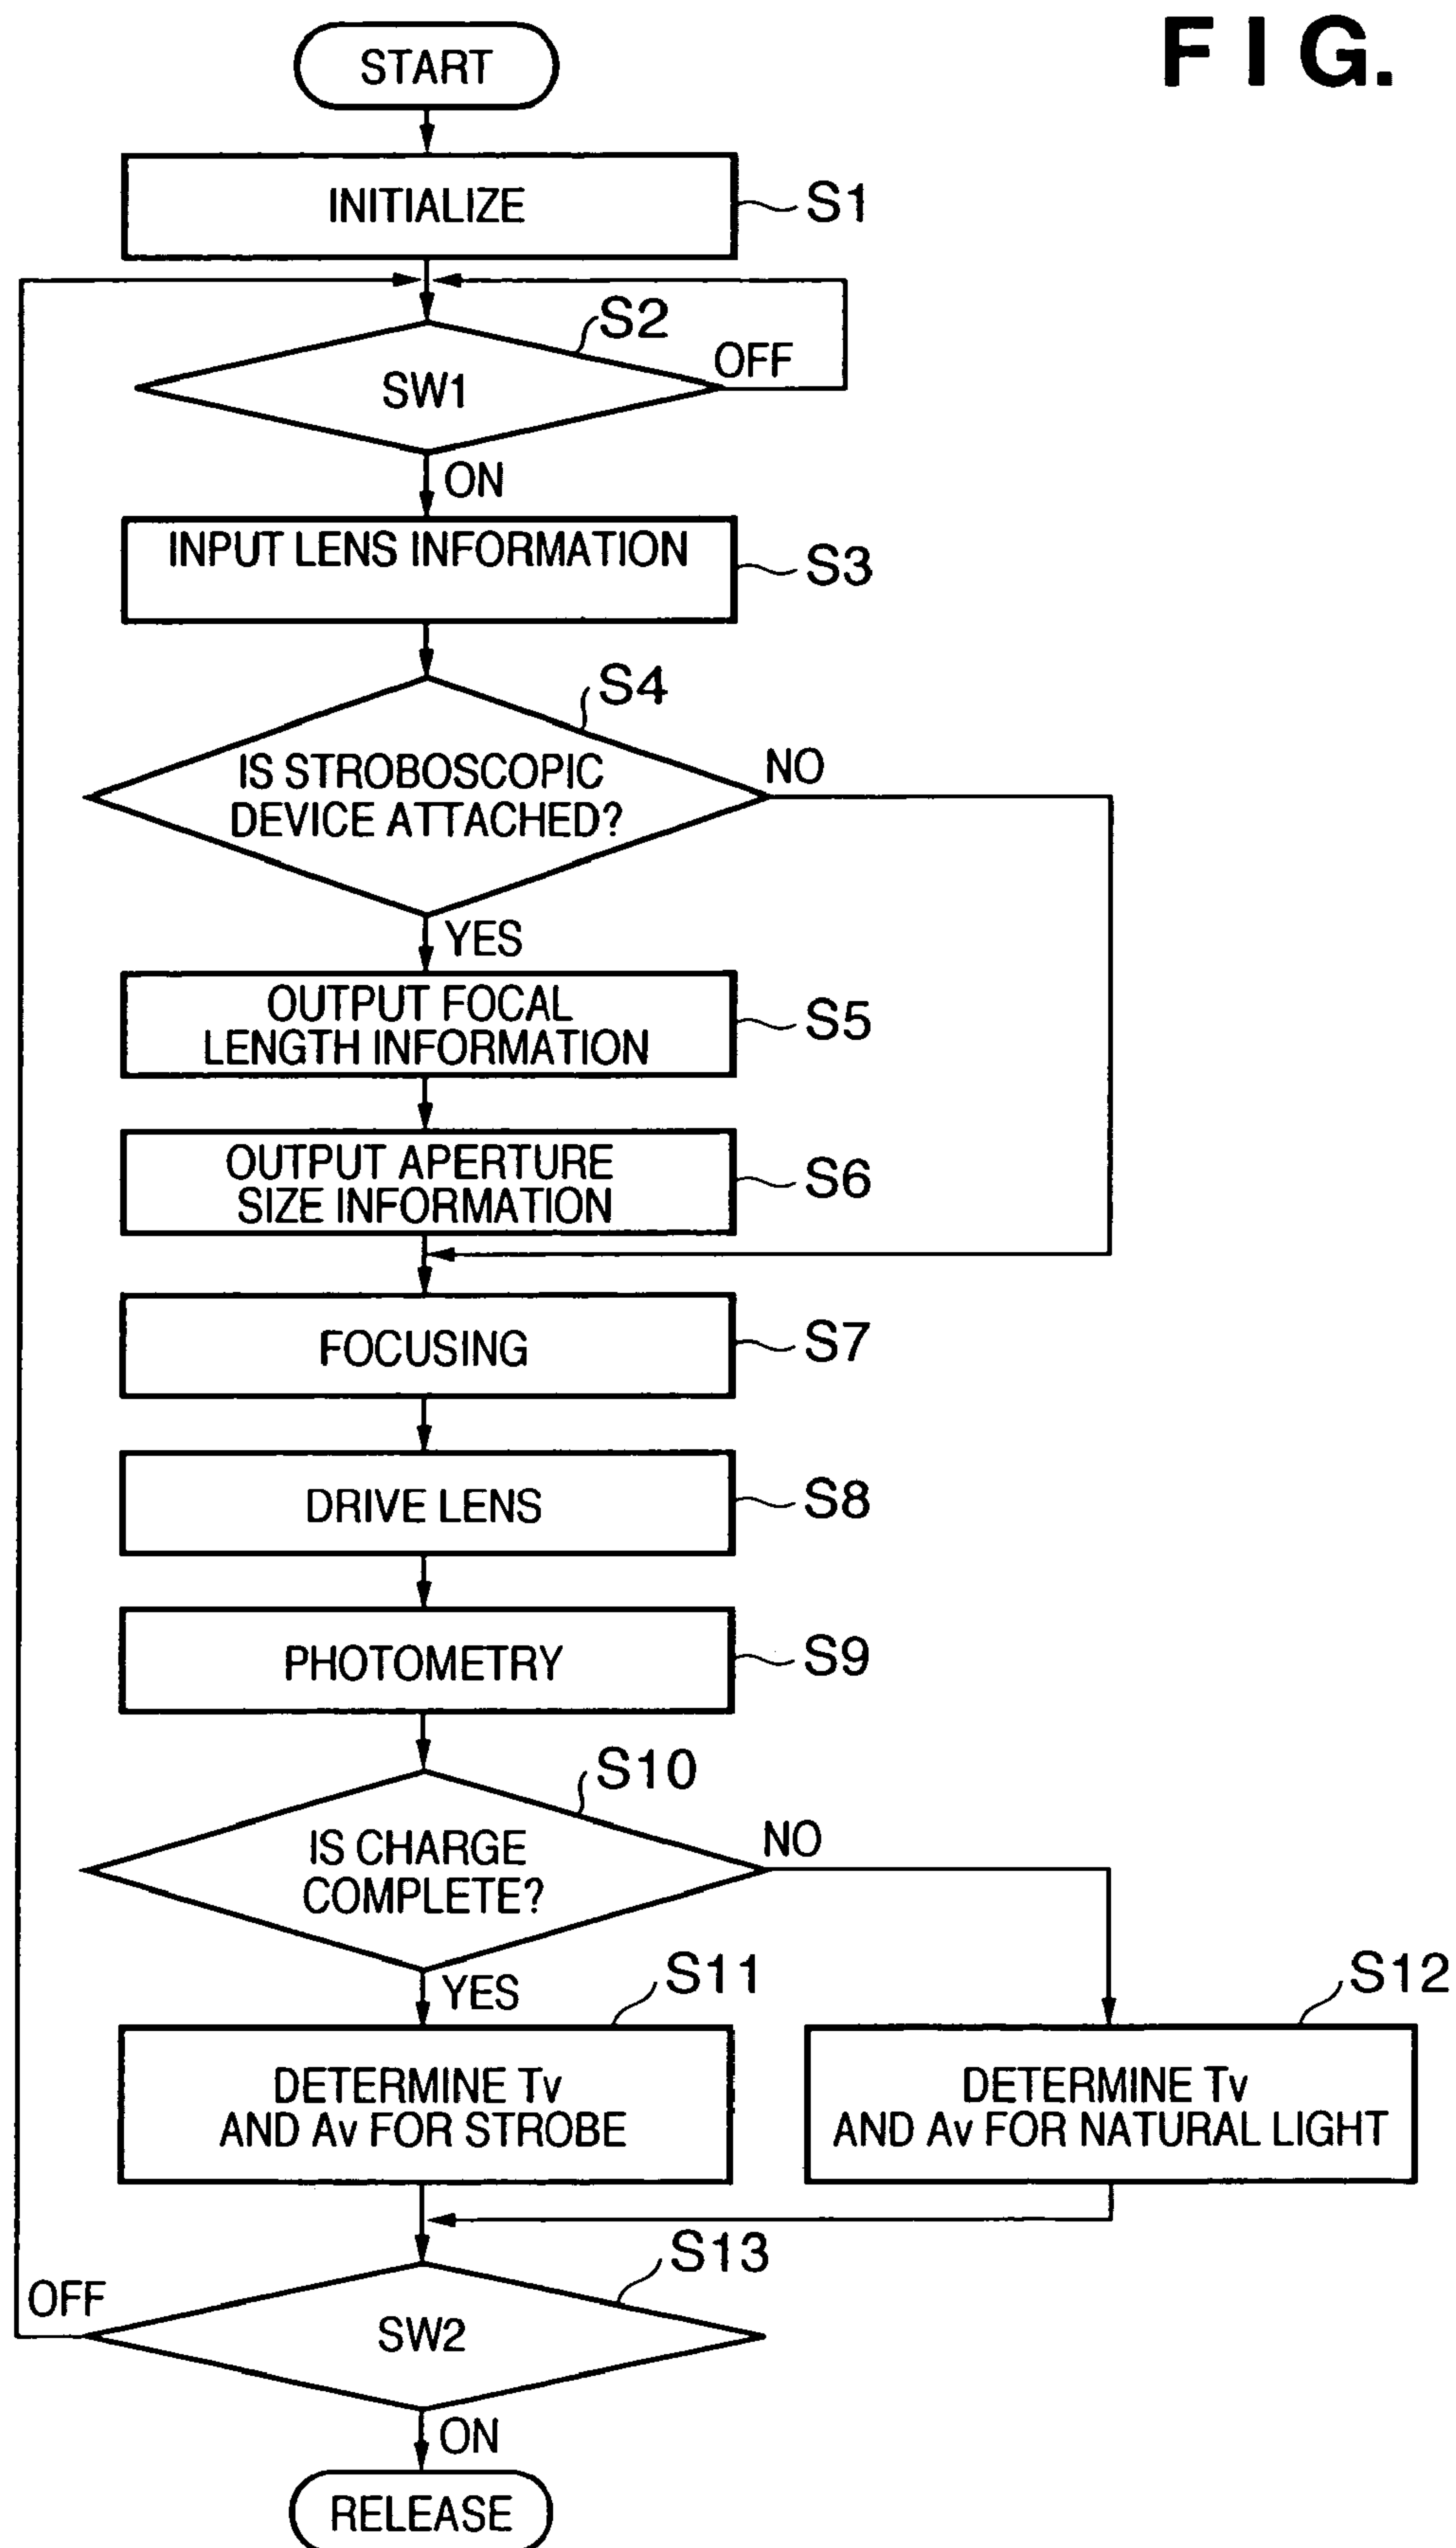 FIG.
START
INITIALIZE
S1
S2
SW1
OFF
ON
INPUT LENS INFORMATION
S3
S4
IS STROBOSCOPIC
DEVICE ATTACHED?
NO
YES
OUTPUT FOCAL
LENGTH INFORMATION
S5
OUTPUT APERTURE
SIZE INFORMATION
S6
FOCUSING
S7
DRIVE LENS
S8
PHOTOMETRY
S9
S10
IS CHARGE
COMPLETE?
NO
YES
S11
DETERMINE Tv
AND Av FOR STROBE
S12
DETERMINE Tv
AND Av FOR NATURAL LIGHT
S13
SW2
OFF
ON
RELEASE